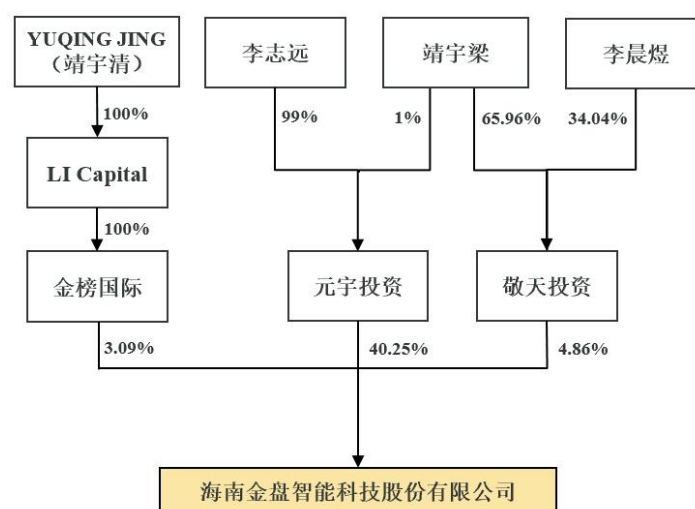 YUQING JING
（靖宇清）
李志远
靖宇梁
李晨煜
100%
99%
1%
65.96%
34.04%
LI Capital
100%
金榜国际
元宇投资
敬天投资
3.09%
40.25%
4.86%
海南金盘智能科技股份有限公司